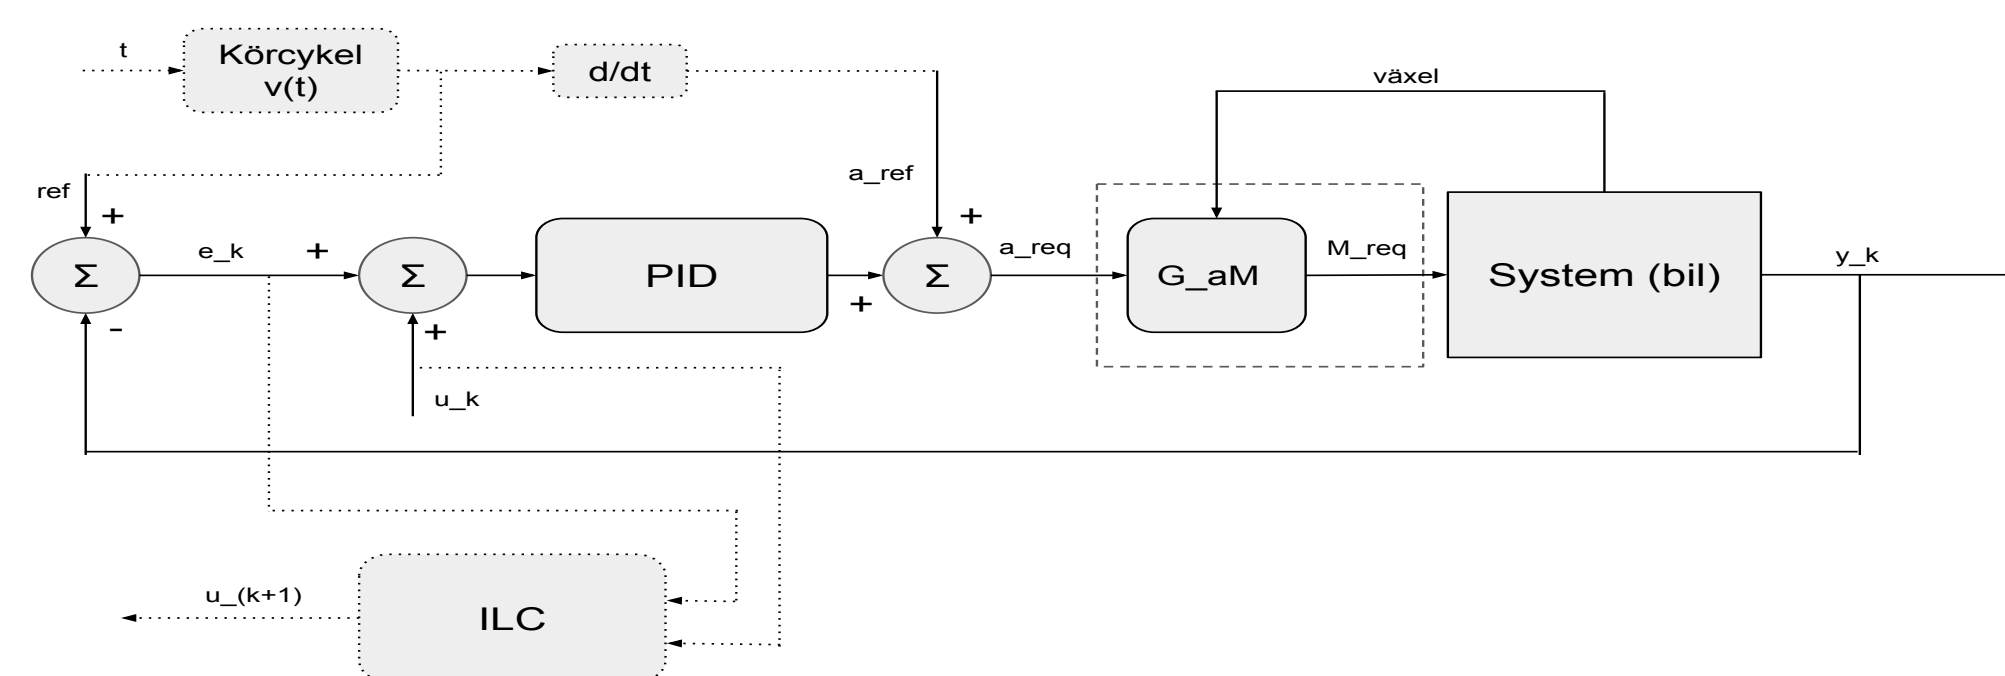 t
Körcykel
v(t)
d/dt
växel
ref
a_ref
+
+
e_k
+
a_req
M_req
y_k
Σ
Σ
PID
Σ
G_aM
System (bil)
-
+
+
u_k
u_(k+1)
ILC